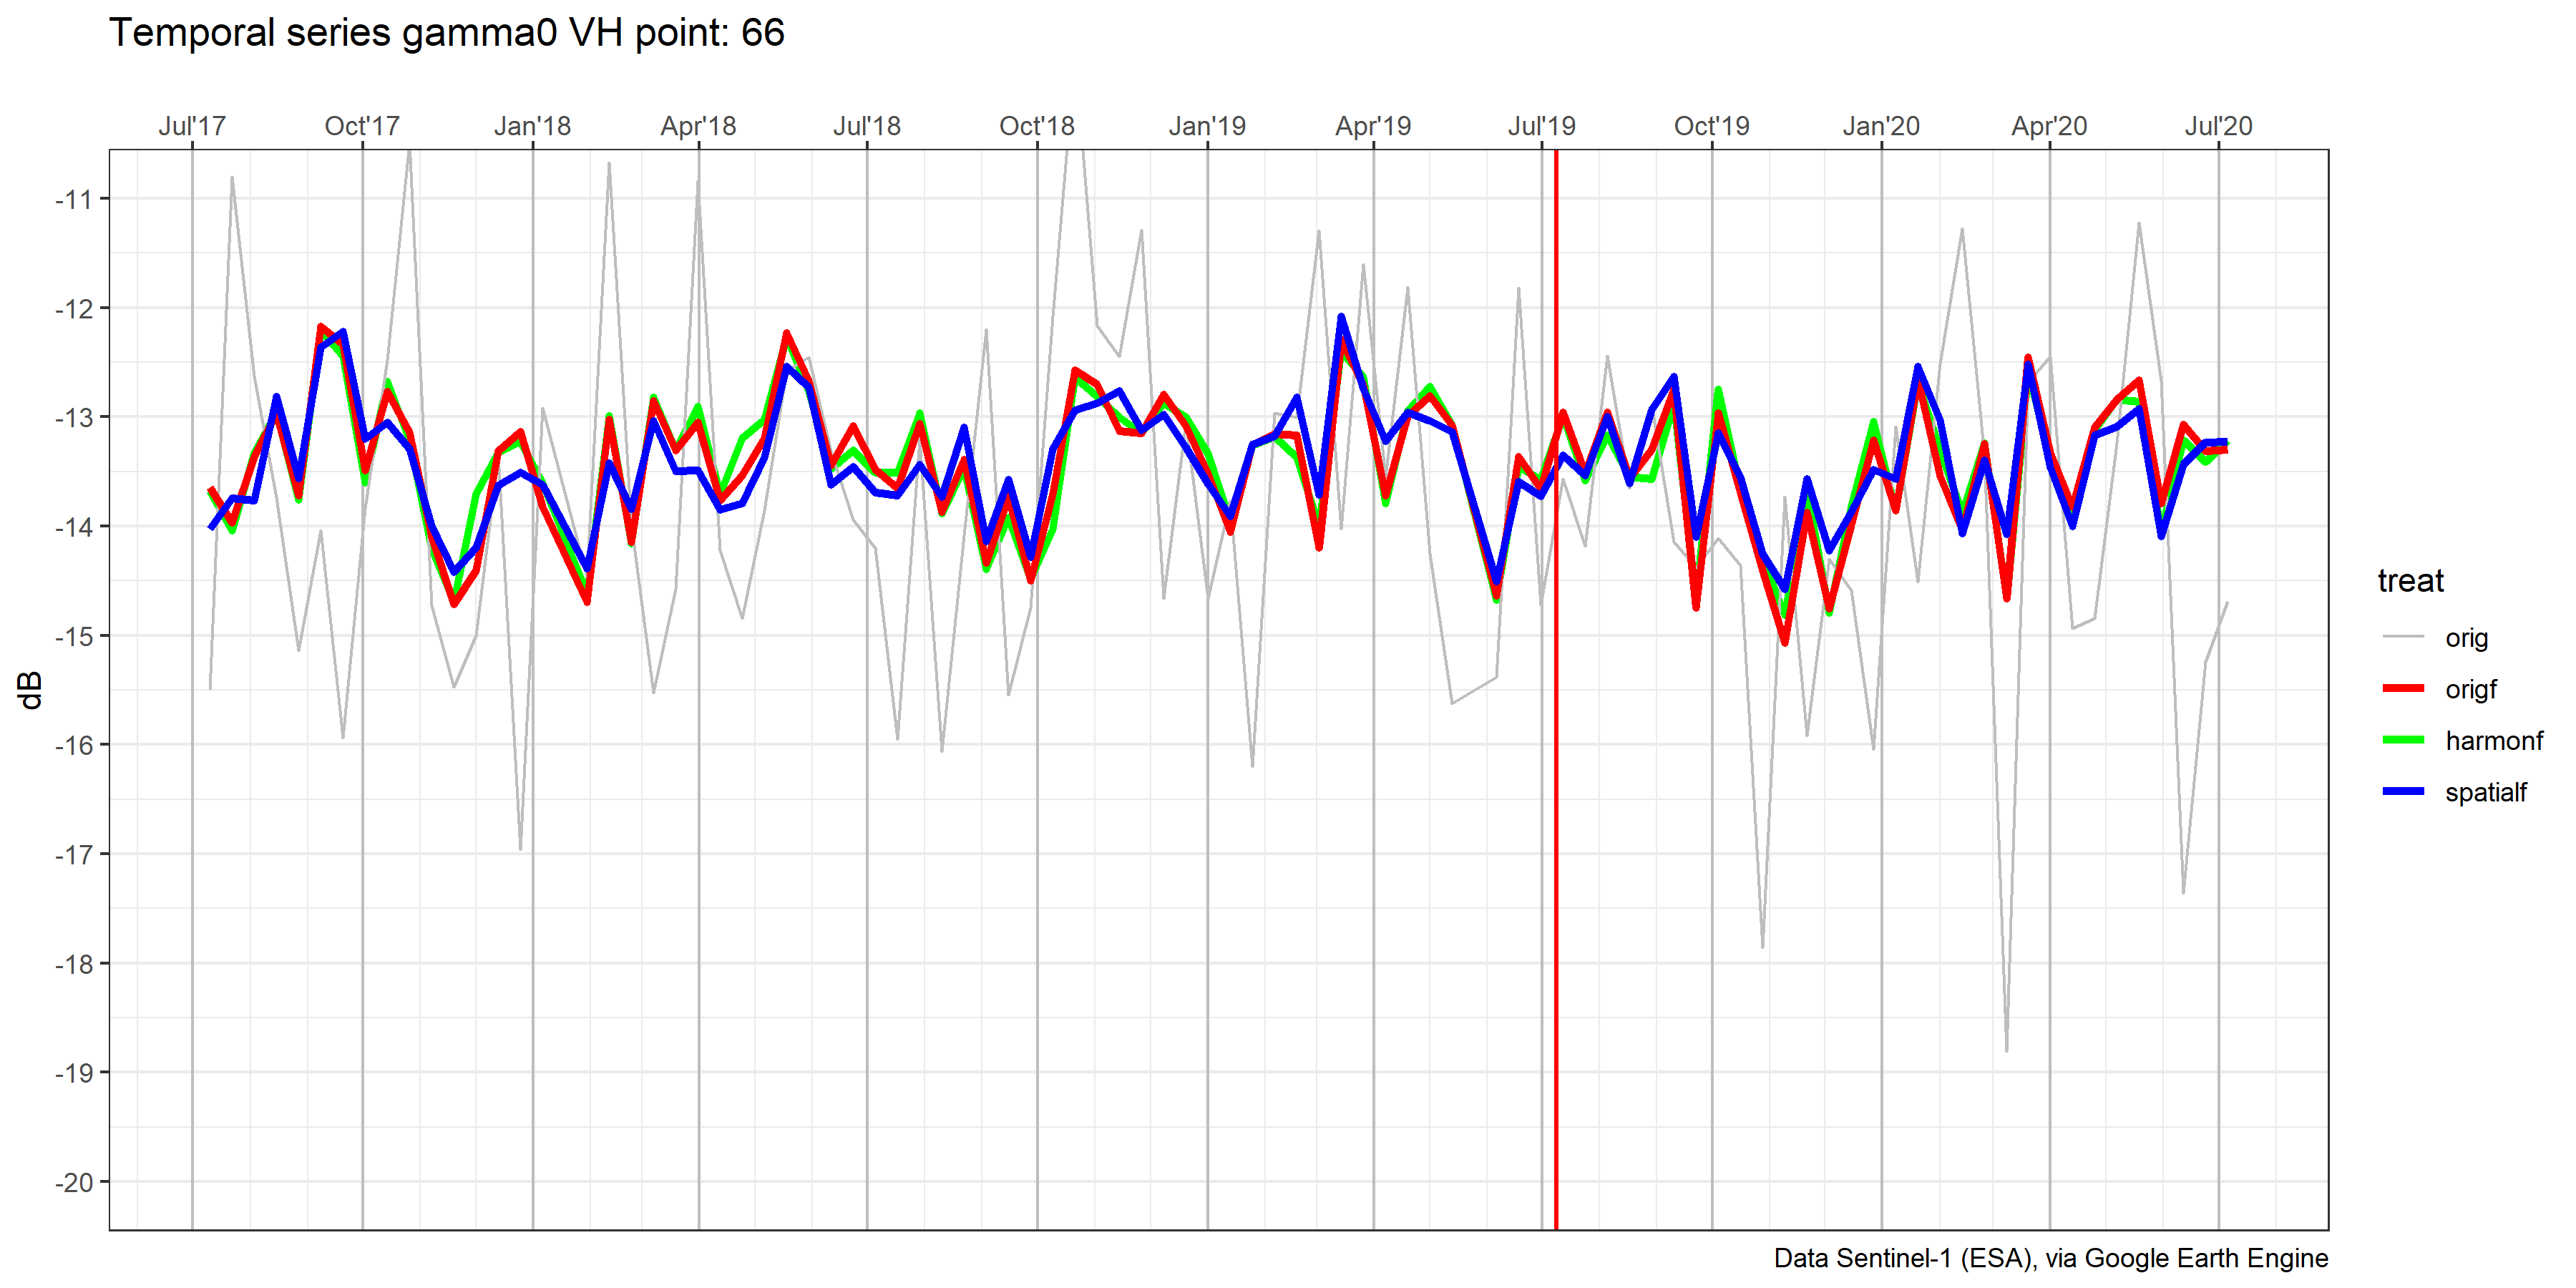 Temporal series gamma0 VH point: 66
Jul'17 Oct'17 Jan'18 Apr'18 Jul'18 Oct'18 Jan'19 Apr'19 Jul'19 Oct'19 Jan'20 Apr'20 Jul'20
-11
-12
-13
-14
-15
-16
-17
-18
-19
-20
dB
treat
orig
origf
harmonf
spatialf
Data Sentinel-1 (ESA), via Google Earth Engine